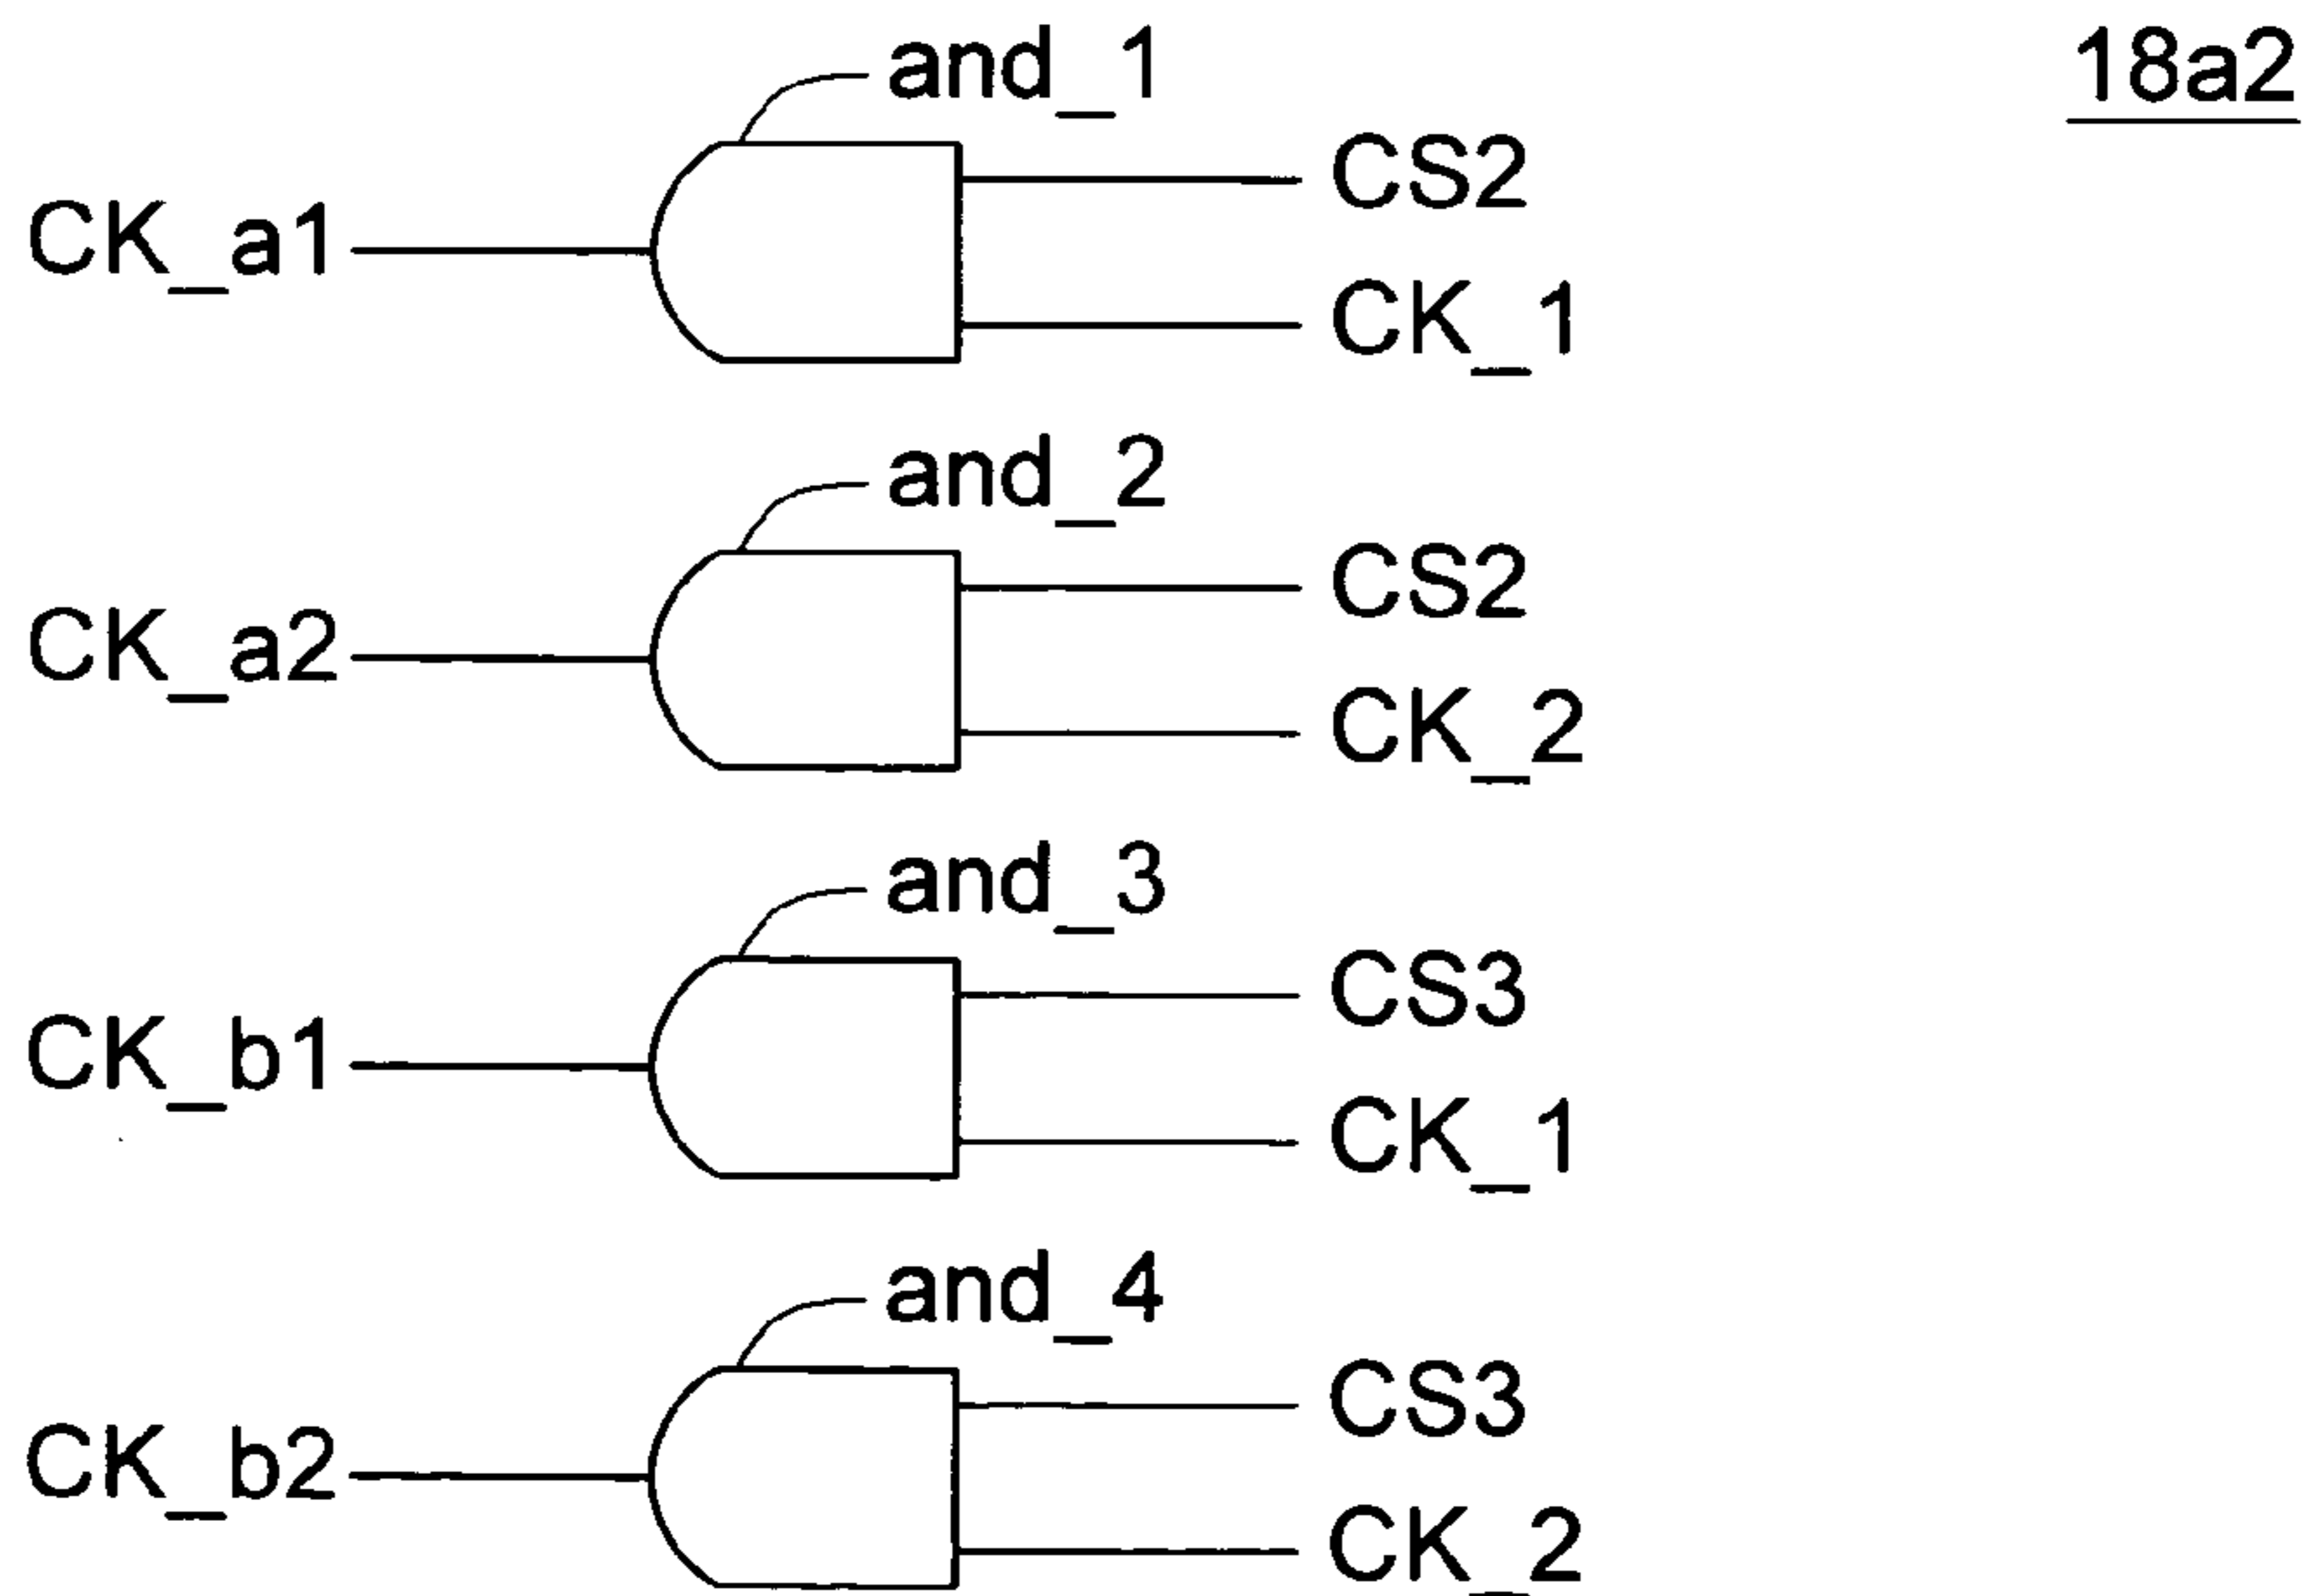 and_1
18a2
CS2
CK_a1
CK_1
and_2
CS2
CK_a2
CK_2
and_3
CS3
CK_b1
CK_1
and_4
CS3
CK_b2
CK_2